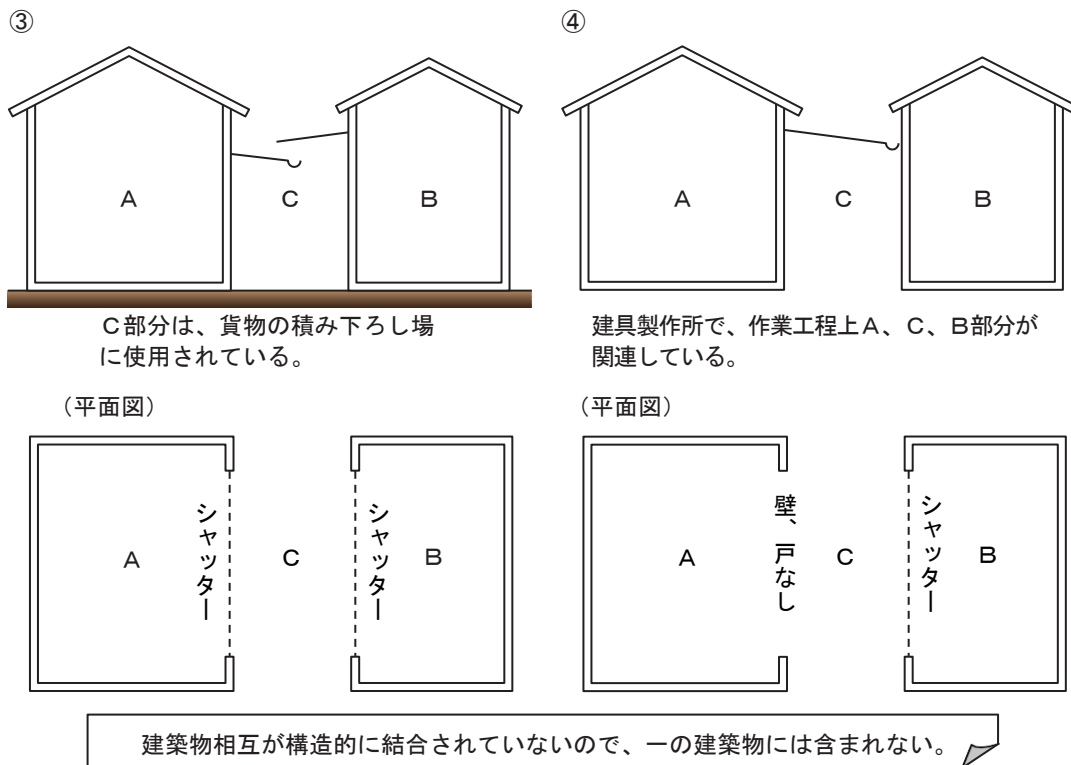 ③
A
C
B
C部分は、貨物の積み下ろし場
に使用されている。
(平面図)
A
シャッター
C
シャッター
B
④
A
C
B
建具製作所で、作業工程上A、C、B部分が
関連している。
(平面図)
A
壁、戸なし
C
シャッター
B
建築物相互が構造的に結合されていないので、一の建築物には含まれない。